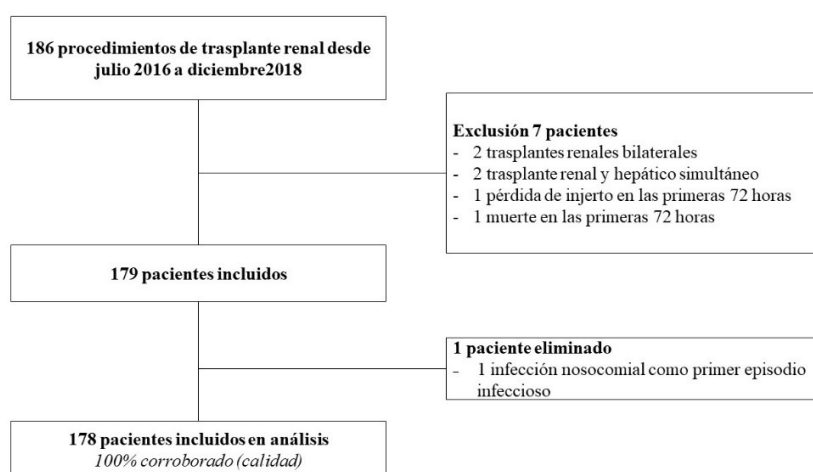 186 procedimientos de trasplante renal desde
julio 2016 a diciembre2018
Exclusión 7 pacientes
- 2 trasplantes renales bilaterales
- 2 trasplante renal y hepático simultáneo
- 1 pérdida de injerto en las primeras 72 horas
- 1 muerte en las primeras 72 horas
179 pacientes incluidos
1 paciente eliminado
- 1 infección nosocomial como primer episodio
infeccioso
178 pacientes incluidos en análisis
100% corroborado (calidad)